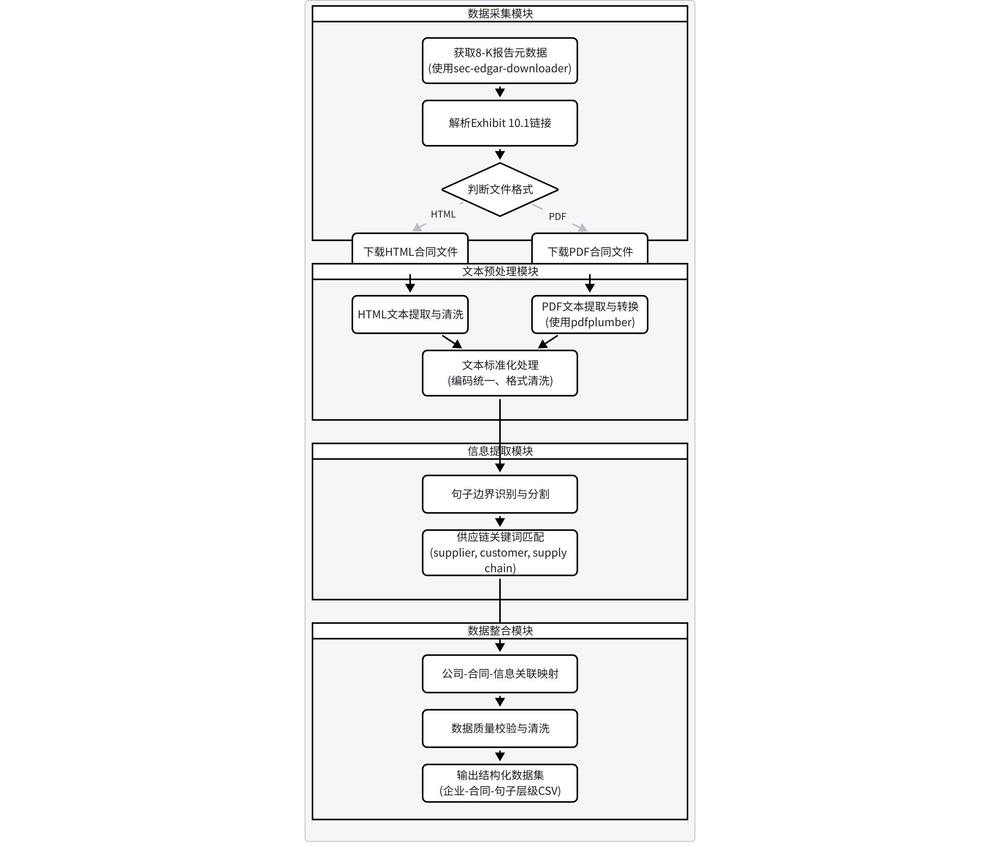 数据采集模块
获取8-K报告元数据
(使用sec-edgar-downloader)
解析Exhibit 10.1链接
判断文件格式
HTML
PDF
下载HTML合同文件
下载PDF合同文件
文本预处理模块
HTML文本提取与清洗
PDF文本提取与转换
(使用pdfplumber)
文本标准化处理
(编码统一、格式清洗)
信息提取模块
句子边界识别与分割
供应链关键词匹配
(supplier, customer, supply
chain)
数据整合模块
公司-合同-信息关联映射
数据质量校验与清洗
输出结构化数据集
(企业-合同-句子层级CSV)